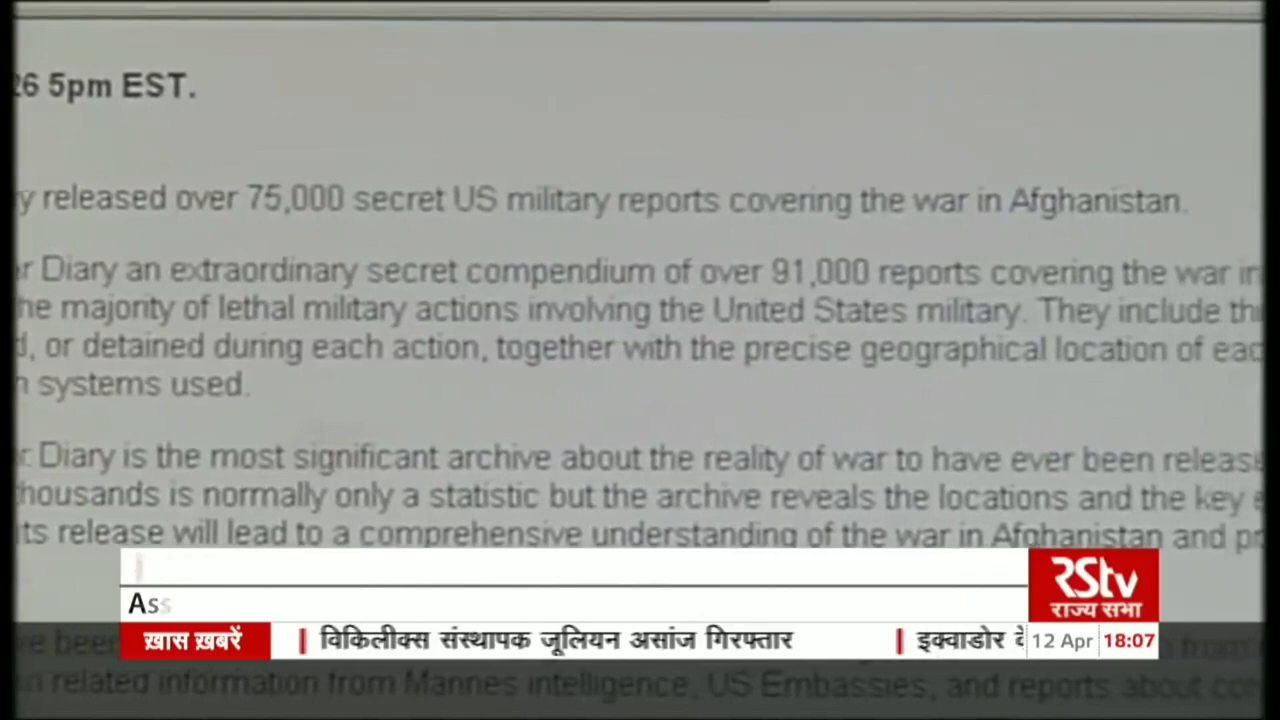 26 5pm EST.
y released over 75,000 secret US military reports covering the war in Afghanistan.
r Diary an extraordinary secret compendium of over 91,000 reports covering the war in
he majority of lethal military actions involving the United States military. They include th
d, or detained during each action, together with the precise geographical location of eac
n systems used.
r Diary is the most significant archive about the reality of war to have ever been releas
housands is normally only a statistic but the archive reveals the locations and the key
ts release will lead to a comprehensive understanding of the war in Afghanistan and pr
RStv
राज्य सभा
Ass
ख़ास ख़बरें | विकिलीक्स संस्थापक जूलियन असांज गिरफ्तार | इक्वाडोर 12 Apr 18:07
e been from
related information from Mannes intelligence, US Embassies, and reports about